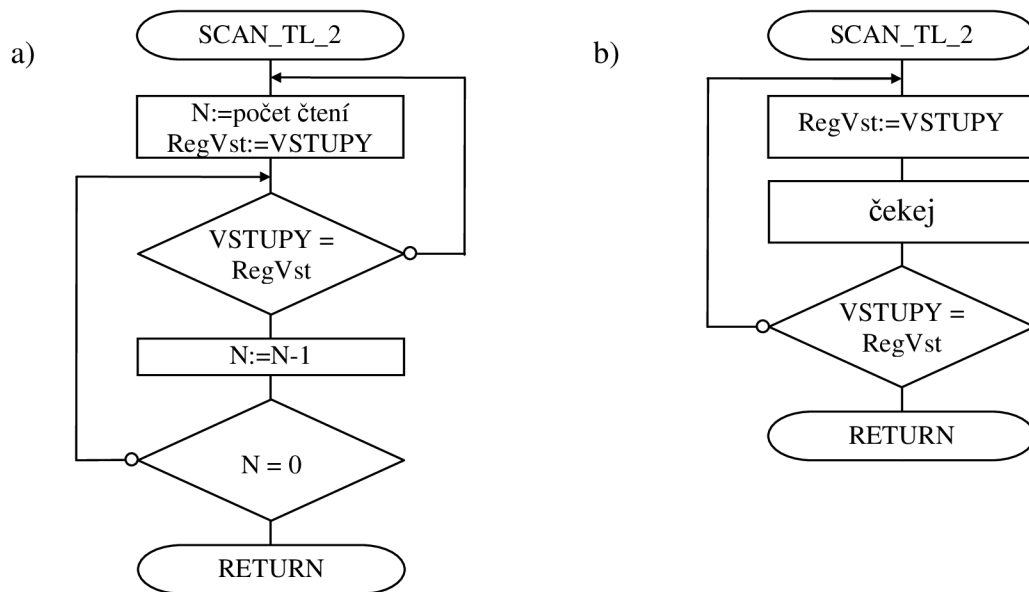 a)
SCAN_TL_2
N:=počet čtení
RegVst:=VSTUPY
VSTUPY =
RegVst
N:=N-1
N = 0
RETURN
b)
SCAN_TL_2
RegVst:=VSTUPY
čekej
VSTUPY =
RegVst
RETURN